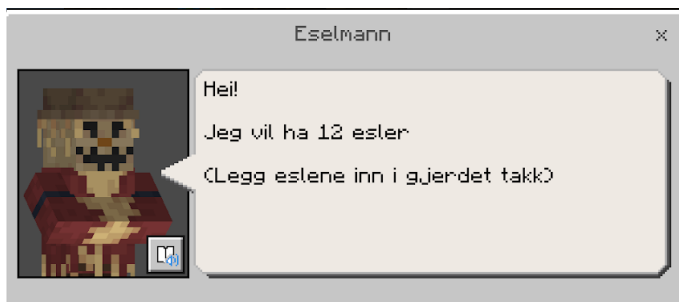 Eselmann
x
Hei!
Jeg vil ha 12 esler
(Legg eslene inn i gjerdet takk)